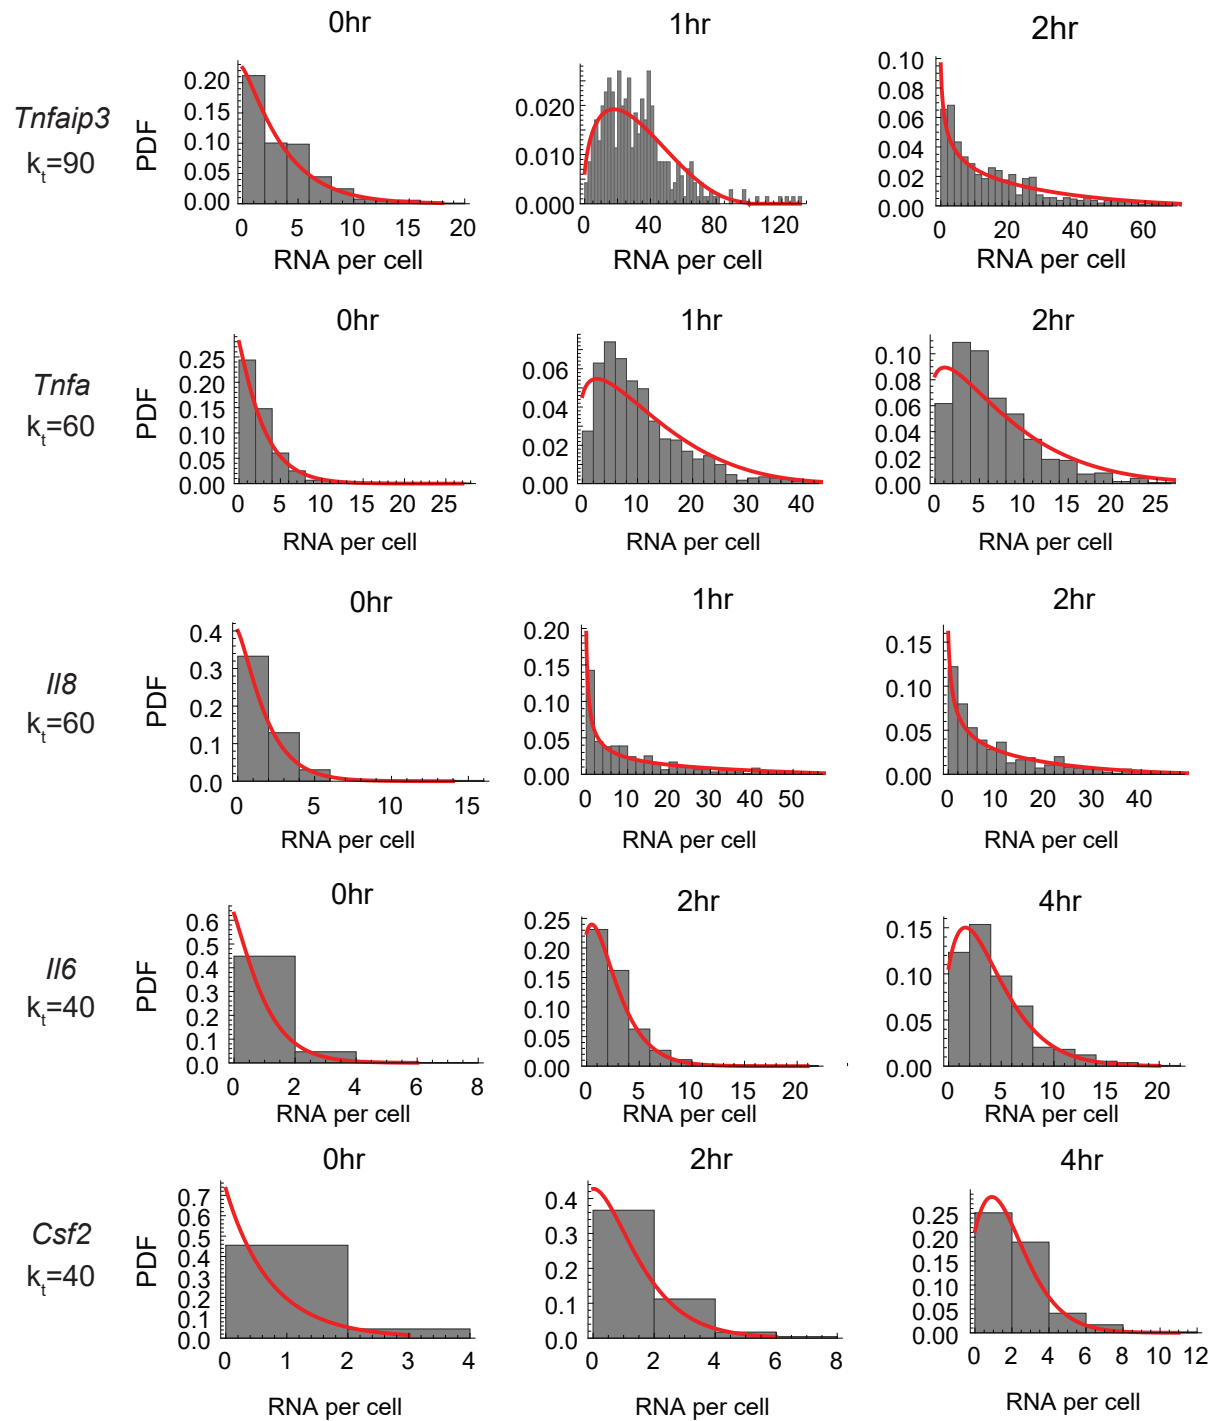 0hr 1hr 2hr
Tnfaip3
k_t=90
PDF
0.20
0.15
0.10
0.05
0.00
0 5 10 15 20
RNA per cell
0.020
0.010
0.000
0 40 80 120
RNA per cell
0.10
0.08
0.06
0.04
0.02
0.00
0 20 40 60
RNA per cell
0hr 1hr 2hr
Tnfa
k_t=60
PDF
0.25
0.20
0.15
0.10
0.05
0.00
0 5 10 15 20 25
RNA per cell
0.06
0.04
0.02
0.00
0 10 20 30 40
RNA per cell
0.10
0.08
0.06
0.04
0.02
0.00
0 5 10 15 20 25
RNA per cell
0hr 1hr 2hr
Il8
k_t=60
PDF
0.4
0.3
0.2
0.1
0.0
0 5 10 15
RNA per cell
0.20
0.15
0.10
0.05
0.00
0 10 20 30 40 50
RNA per cell
0.15
0.10
0.05
0.00
0 10 20 30 40
RNA per cell
0hr 2hr 4hr
Il6
k_t=40
PDF
0.6
0.5
0.4
0.3
0.2
0.1
0.0
0 2 4 6 8
RNA per cell
0.25
0.20
0.15
0.10
0.05
0.00
0 5 10 15 20
RNA per cell
0.15
0.10
0.05
0.00
0 5 10 15 20
RNA per cell
0hr 2hr 4hr
Csf2
k_t=40
PDF
0.7
0.5
0.4
0.3
0.2
0.1
0.0
0 1 2 3 4
RNA per cell
0.4
0.3
0.2
0.1
0.0
0 2 4 6 8
RNA per cell
0.25
0.20
0.15
0.10
0.05
0.00
0 2 4 6 8 10 12
RNA per cell